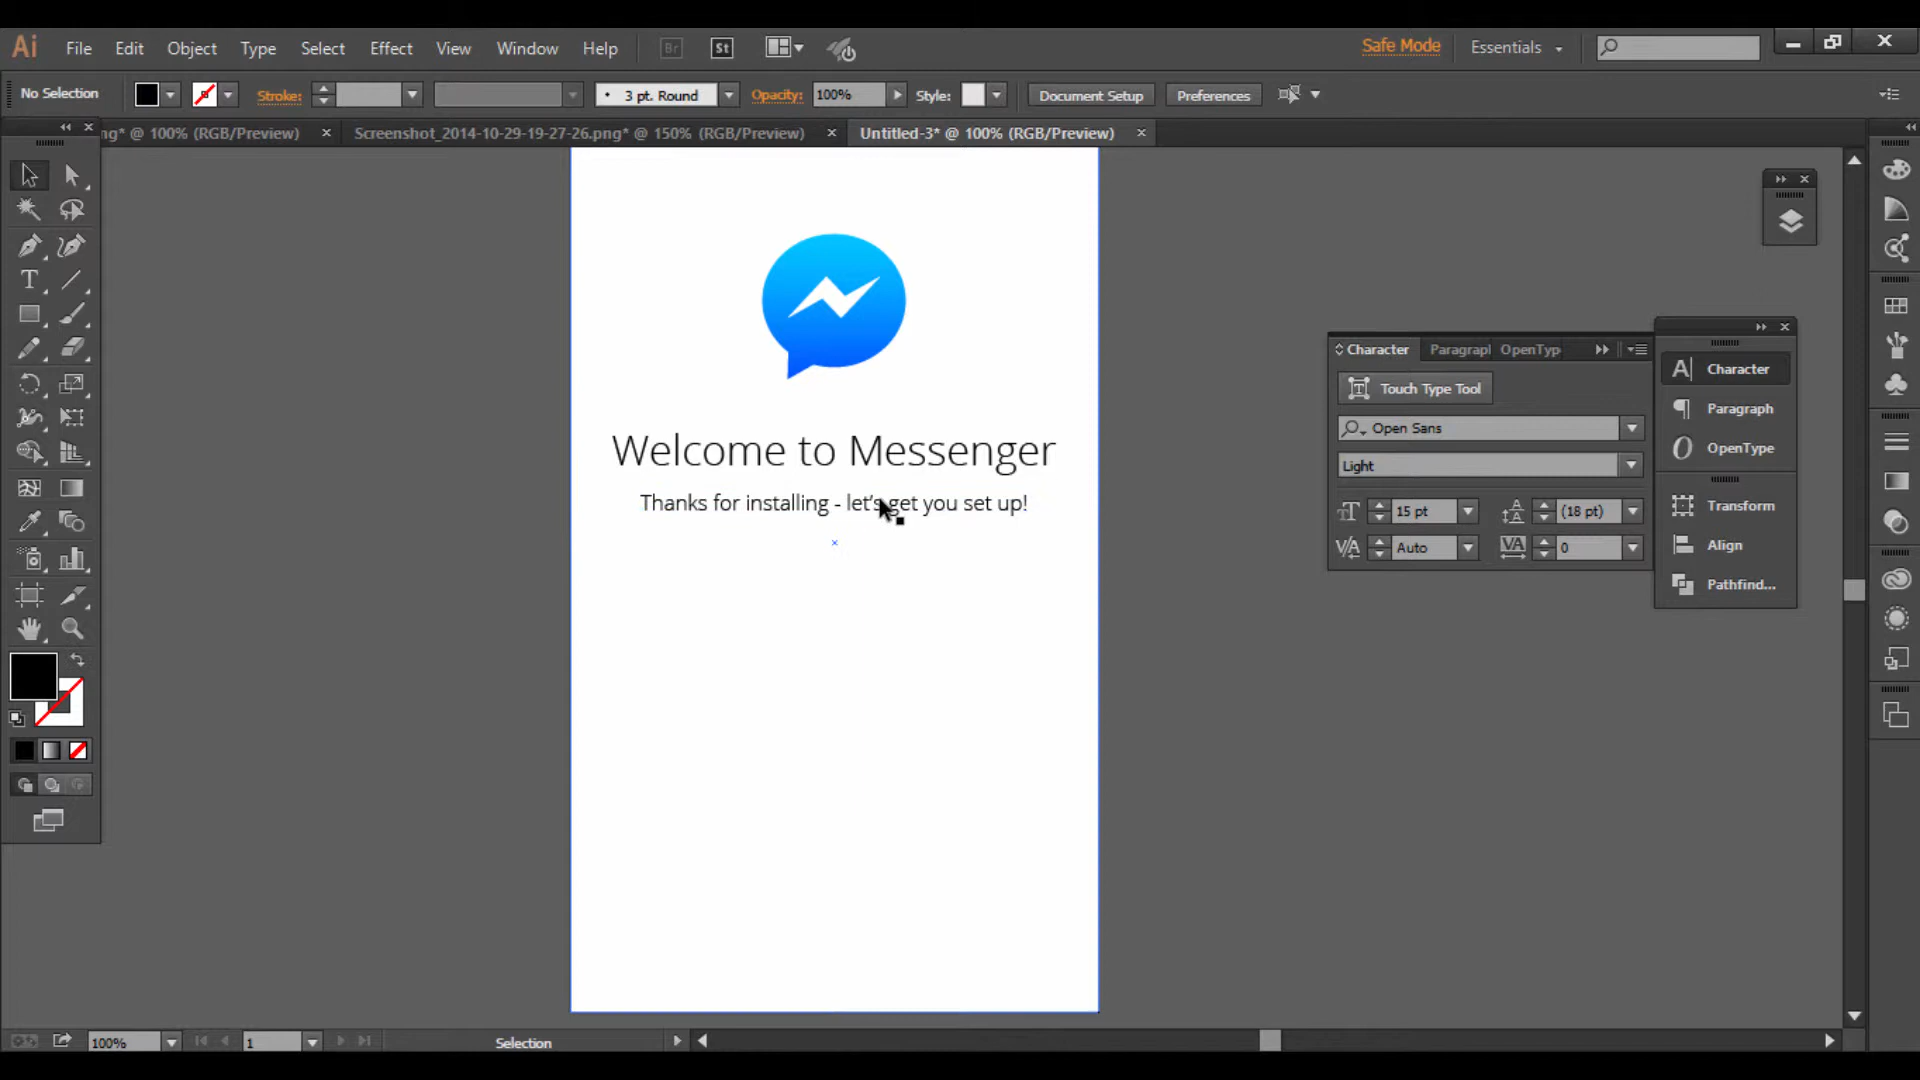 Ai File Edit Object Type Select Effect View Window Help Br St Safe Mode Essentials
No Selection Stroke: 3 pt. Round Opacity: 100% Style: Document Setup Preferences
ng* @ 100% (RGB/Preview) Screenshot_2014-10-29-19-27-26.png* @ 150% (RGB/Preview) Untitled-3* @ 100% (RGB/Preview)
Welcome to Messenger
Thanks for installing - let's get you set up!
Character Paragraph OpenTyp
Touch Type Tool
Open Sans
Light
15 pt (18 pt)
Auto 0
Character
Paragraph
OpenType
Transform
Align
Pathfind...
100% 1 Selection